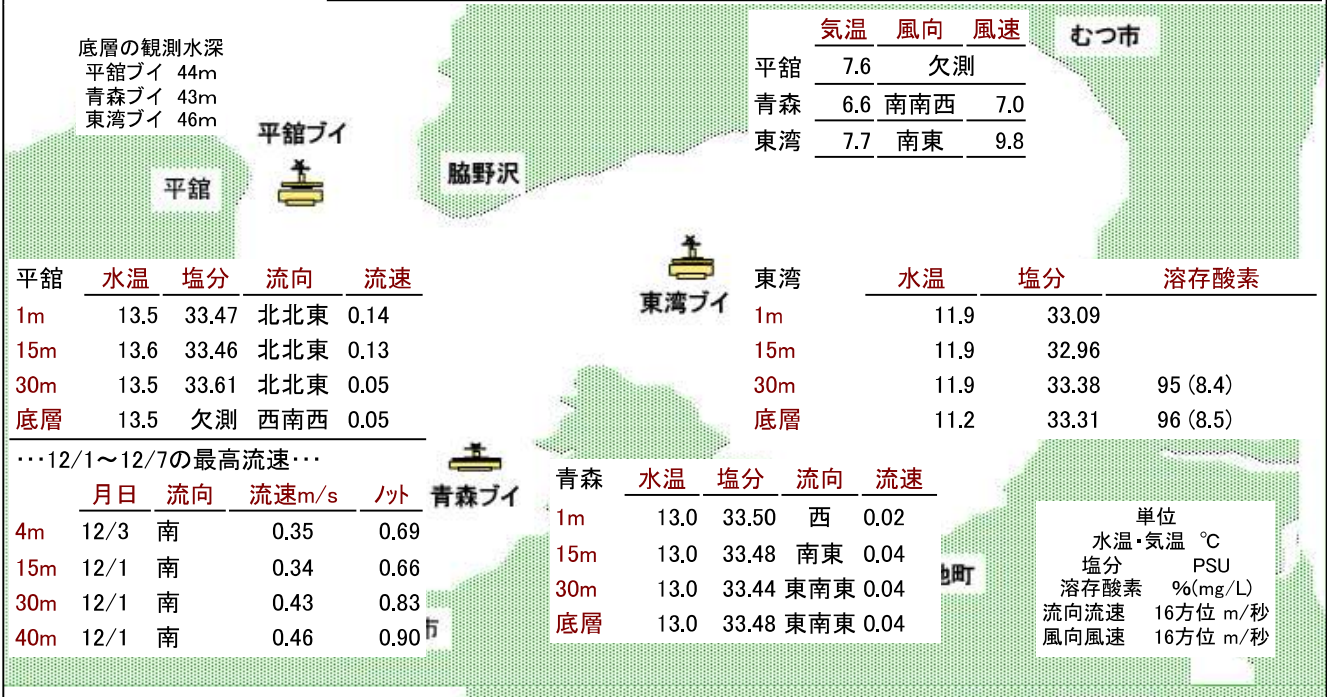 底層の観測水深
平舘ブイ 44m
青森ブイ 43m
東湾ブイ 46m
気温 風向 風速
平舘 7.6 欠測
青森 6.6 南南西 7.0
東湾 7.7 南東 9.8
むつ市
平舘ブイ
平舘
脇野沢
東湾ブイ
平舘 水温 塩分 流向 流速
1m 13.5 33.47 北北東 0.14
15m 13.6 33.46 北北東 0.13
30m 13.5 33.61 北北東 0.05
底層 13.5 欠測 西南西 0.05
東湾 水温 塩分 溶存酸素
1m 11.9 33.09
15m 11.9 32.96
30m 11.9 33.38 95 (8.4)
底層 11.2 33.31 96 (8.5)
･･･12/1～12/7の最高流速･･･
月日 流向 流速m/s ノット
4m 12/3 南 0.35 0.69
15m 12/1 南 0.34 0.66
30m 12/1 南 0.43 0.83
40m 12/1 南 0.46 0.90
青森ブイ
市
青森 水温 塩分 流向 流速
1m 13.0 33.50 西 0.02
15m 13.0 33.48 南東 0.04
30m 13.0 33.44 東南東 0.04
底層 13.0 33.48 東南東 0.04
町
単位
水温・気温 ℃
塩分 PSU
溶存酸素 %(mg/L)
流向流速 16方位 m/秒
風向風速 16方位 m/秒